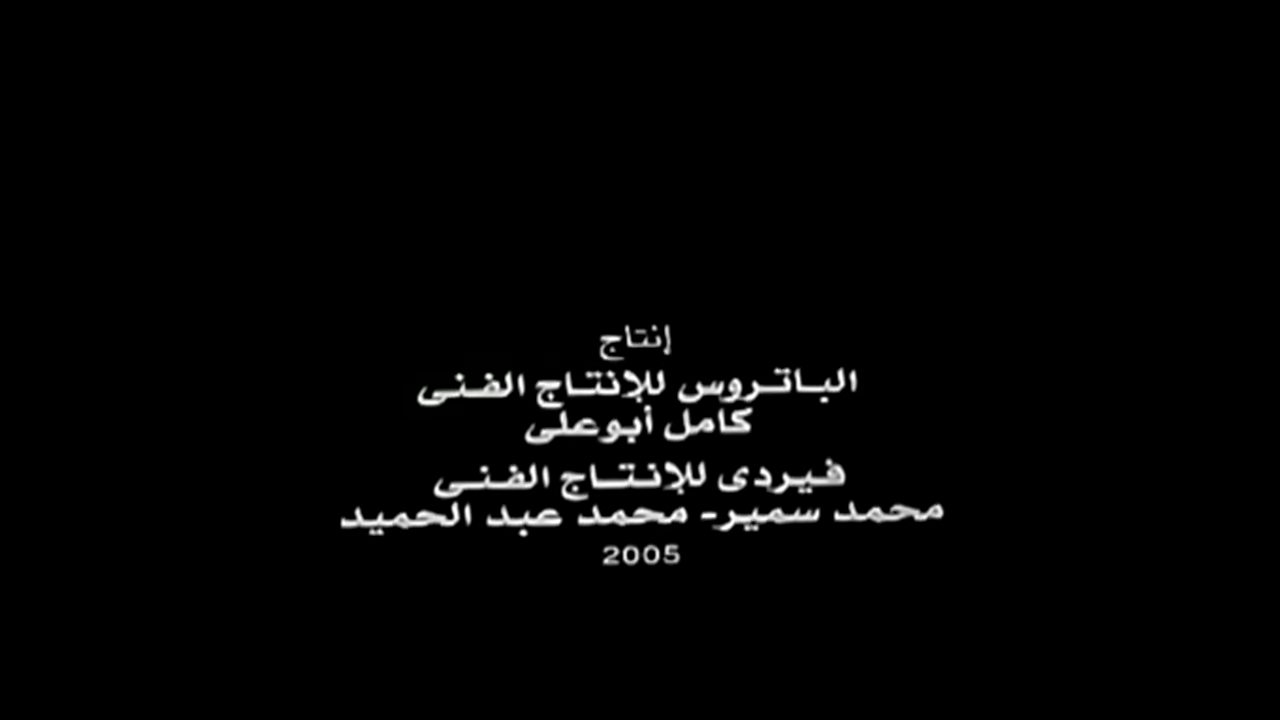 إنتاج
الباتروس للإنتاج الفنى
كامل أبوعلى
فيردى للإنتاج الفنى
محمد سمير- محمد عبد الحميد
2005